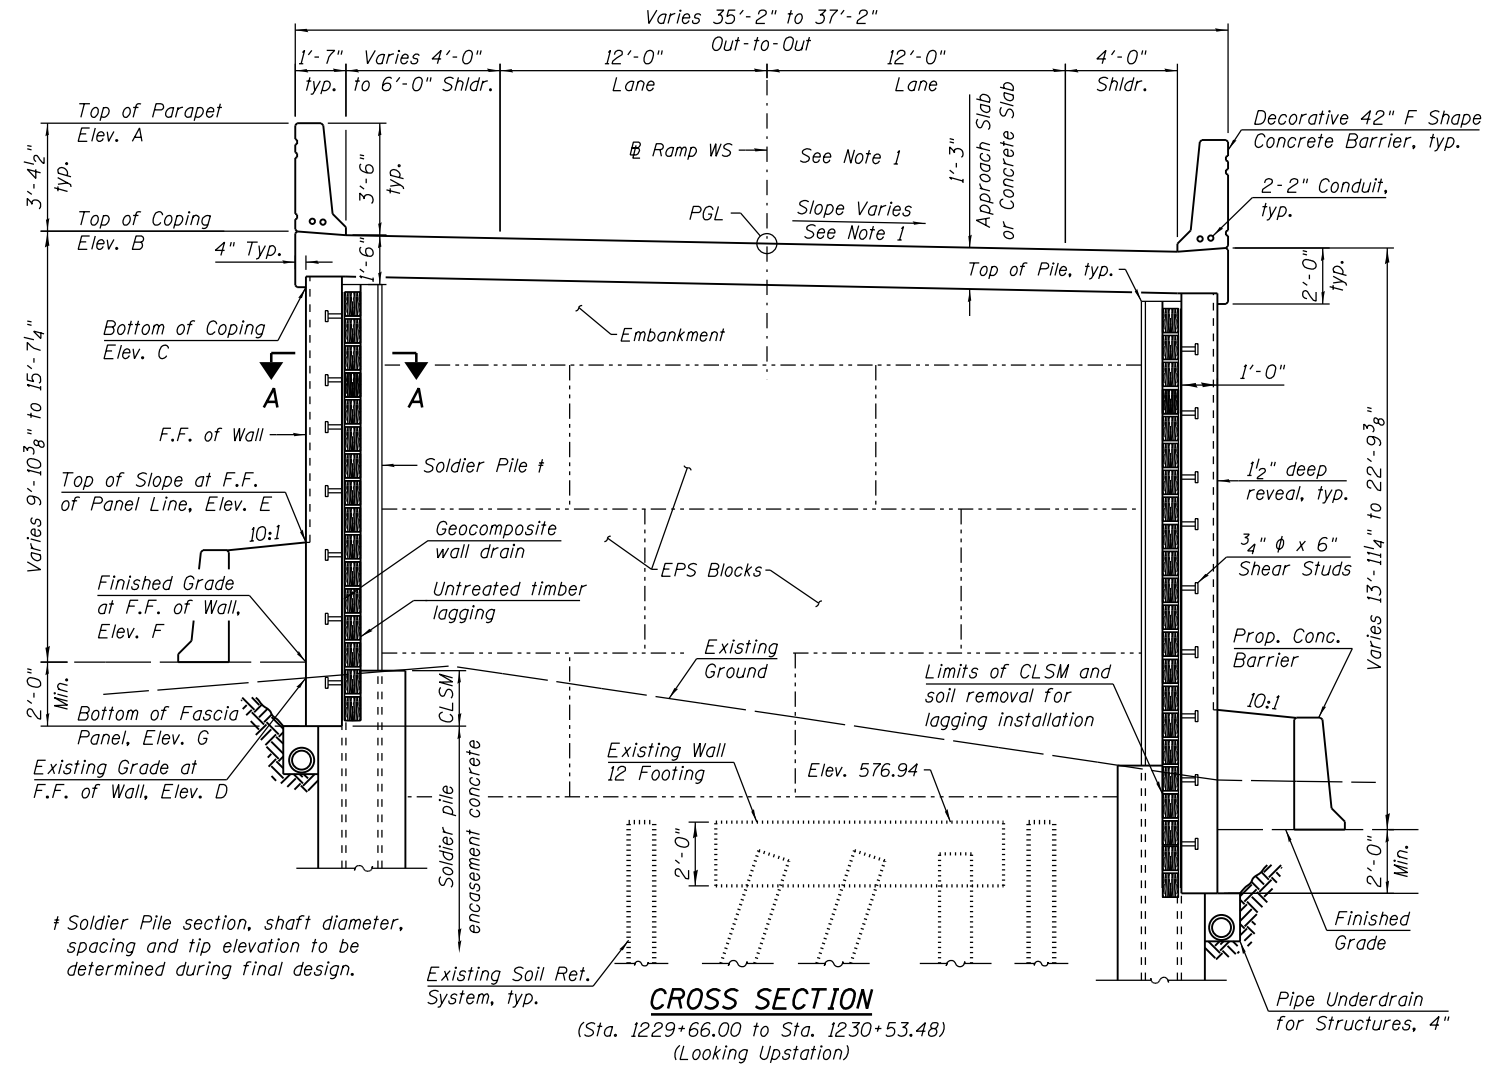 Varies 35'-2" to 37'-2"
Out-to-Out
1'-7"
typ.
Varies 4'-0"
to 6'-0" Shldr.
12'-0"
Lane
12'-0"
Lane
4'-0"
Shldr.
Top of Parapet
Elev. A
3'-4½"
typ.
3'-6"
typ.
Top of Coping
Elev. B
4" Typ.
1'-6"
℄ Ramp WS
See Note 1
PGL
Slope Varies
See Note 1
1'-3"
Approach Slab
or Concrete Slab
Decorative 42" F Shape
Concrete Barrier, typ.
2-2" Conduit,
typ.
Top of Pile, typ.
2'-0"
typ.
Bottom of Coping
Elev. C
Embankment
A
A
1'-0"
Varies 9'-10⅜" to 15'-7¼"
F.F. of Wall
Soldier Pile ‡
Top of Slope at F.F.
of Panel Line, Elev. E
10:1
1½" deep
reveal, typ.
Varies 13'-11¼" to 22'-9⅜"
Geocomposite
wall drain
¾" ϕ x 6"
Shear Studs
EPS Blocks
Finished Grade
at F.F. of Wall,
Elev. F
Untreated timber
lagging
Existing
Ground
Prop. Conc.
Barrier
10:1
Limits of CLSM and
soil removal for
lagging installation
2'-0"
Min.
Bottom of Fascia
Panel, Elev. G
CLSM
Existing Grade at
F.F. of Wall, Elev. D
Existing Wall
12 Footing
Elev. 576.94
Soldier pile
encasement concrete
2'-0"
2'-0"
Min.
‡ Soldier Pile section, shaft diameter,
spacing and tip elevation to be
determined during final design.
Finished
Grade
Existing Soil Ret.
System, typ.
Pipe Underdrain
for Structures, 4"
CROSS SECTION
(Sta. 1229+66.00 to Sta. 1230+53.48)
(Looking Upstation)